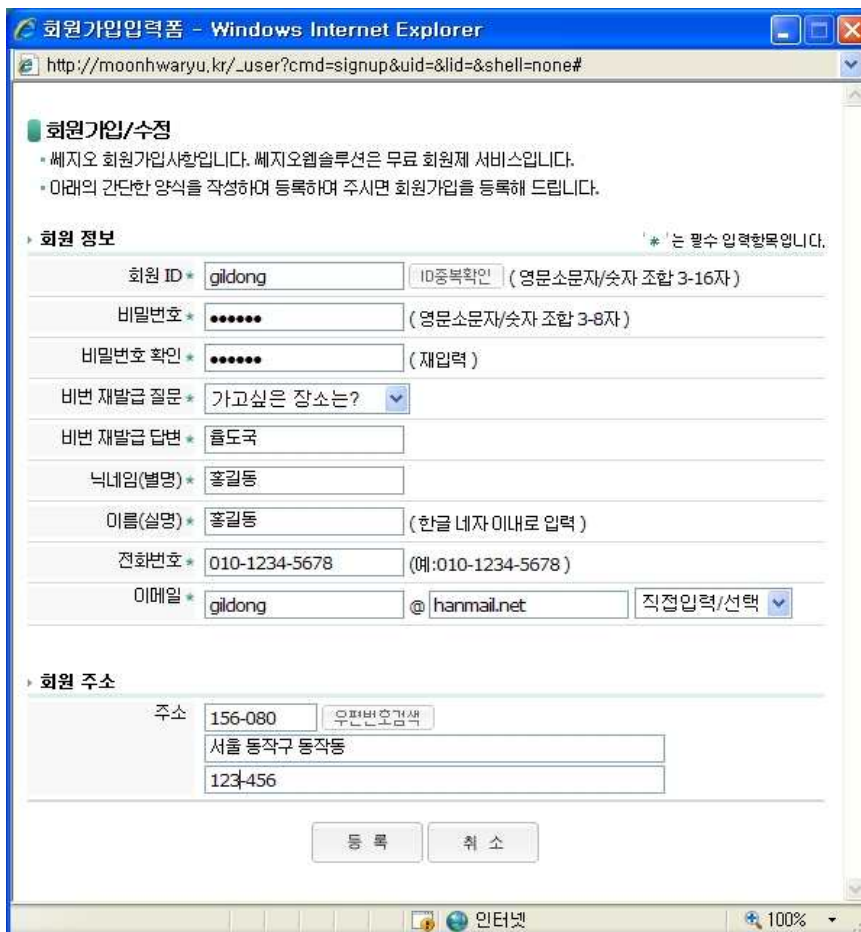 회원가입입력폼 - Windows Internet Explorer
http://moonhwaryu.kr/_user?cmd=signup&uid=&lid=&shell=none#
회원가입/수정
쎄지오 회원가입사항입니다. 쎄지오웹솔루션은 무료 회원제 서비스입니다.
아래의 간단한 양식을 작성하여 등록하여 주시면 회원가입을 등록해 드립니다.
회원 정보 '*'는 필수 입력항목입니다.
회원 ID * gildong ID중복확인 ( 영문소문자/숫자 조합 3-16자 )
비밀번호 * ●●●●●● ( 영문소문자/숫자 조합 3-8자 )
비밀번호 확인 * ●●●●●● ( 재입력 )
비번 재발급 질문 * 가고싶은 장소는?
비번 재발급 답변 * 율도국
닉네임(별명) * 홍길동
이름(실명) * 홍길동 ( 한글 네자 이내로 입력 )
전화번호 * 010-1234-5678 (예:010-1234-5678 )
이메일 * gildong @ hanmail.net 직접입력/선택
회원 주소
주소 156-080 우편번호검색
서울 동작구 동작동
123-456
등 록 취 소
인터넷 100%